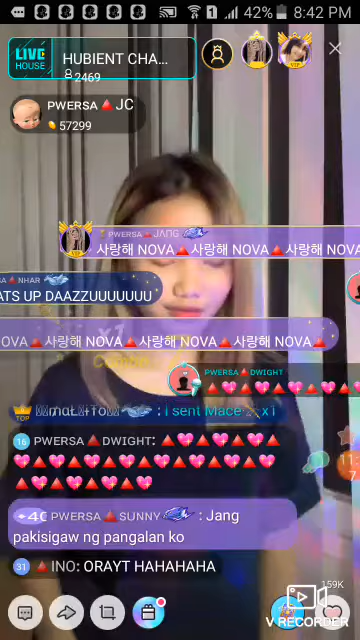 42% 8:42 PM
LIVE HOUSE
HUBIENT CHA...
2469
VIP
PWERSA🔺JC
57299
PWERSA🔺JANG
사랑해 NOVA🔺사랑해 NOVA🔺사랑해 NOVA
SA🔺NHAR
ATS UP DAAZZUUUUUUU
x1
OVA🔺사랑해 NOVA🔺사랑해 NOVA🔺사랑해 NOVA🔺
PWERSA🔺DWIGHT
🔺💖🔺💖🔺💖🔺💖🔺
TOP : I sent Mace x1
16 PWERSA🔺DWIGHT: 🔺💖🔺💖🔺💖🔺
💖🔺💖🔺💖🔺💖🔺💖🔺💖🔺💖
🔺💖🔺💖🔺💖🔺💖
PWERSA🔺SUNNY : Jang
pakisigaw ng pangalan ko
31 🔺INO: ORAYT HAHAHAHA
159K
V RECORDER